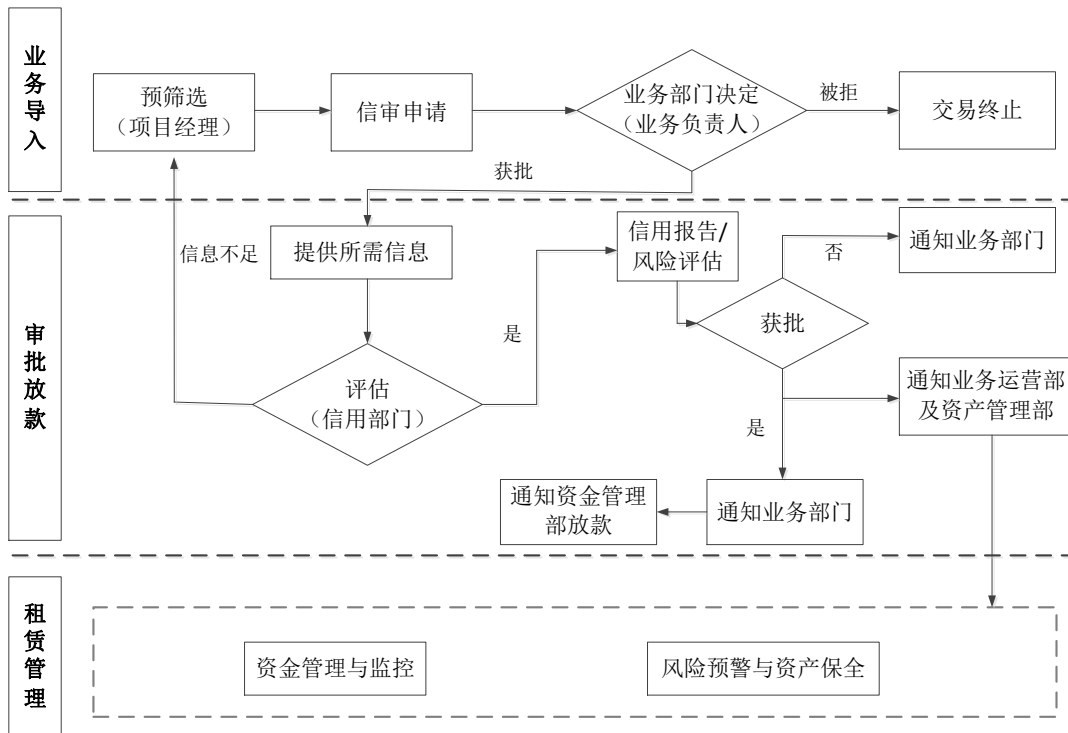 业务导入
预筛选
（项目经理）
信审申请
业务部门决定
（业务负责人）
被拒
交易终止
获批
审批放款
信息不足
提供所需信息
信用报告/
风险评估
否
通知业务部门
是
获批
评估
（信用部门）
通知业务运营部
及资产管理部
是
通知资金管理
部放款
通知业务部门
租赁管理
资金管理与监控
风险预警与资产保全